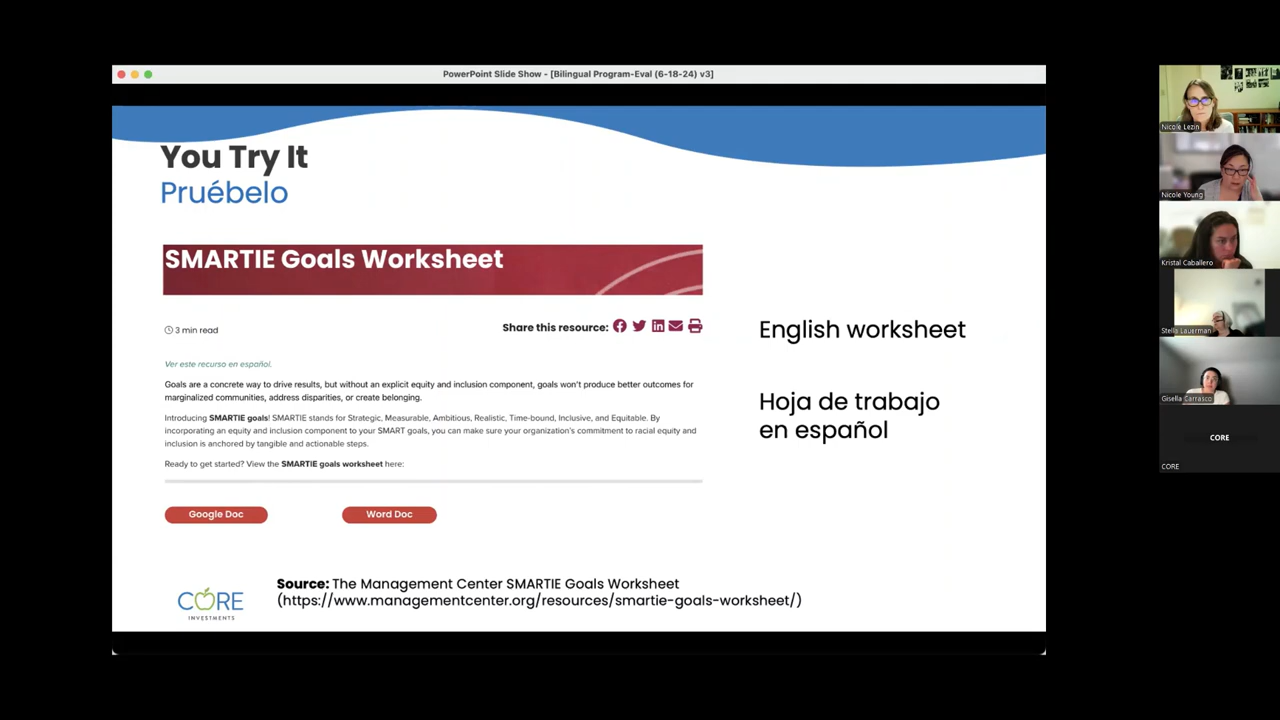 PowerPoint Slide Show - [Bilingual Program-Eval (6-18-24) v3]
You Try It
Pruébelo
SMARTIE Goals Worksheet
3 min read
Share this resource:
Ver este recurso en español.
Goals are a concrete way to drive results, but without an explicit equity and inclusion component, goals won't produce better outcomes for
marginalized communities, address disparities, or create belonging.
Introducing SMARTIE goals! SMARTIE stands for Strategic, Measurable, Ambitious, Realistic, Time-bound, Inclusive, and Equitable. By
incorporating an equity and inclusion component to your SMART goals, you can make sure your organization's commitment to racial equity and
inclusion is anchored by tangible and actionable steps.
Ready to get started? View the SMARTIE goals worksheet here:
Google Doc
Word Doc
English worksheet
Hoja de trabajo
en español
CORE
INVESTMENTS
Source: The Management Center SMARTIE Goals Worksheet
(https://www.managementcenter.org/resources/smartie-goals-worksheet/)
Nicole Lezin
Nicole Young
Kristal Caballero
Stella Lauerman
Gisella Carrasco
CORE
CORE